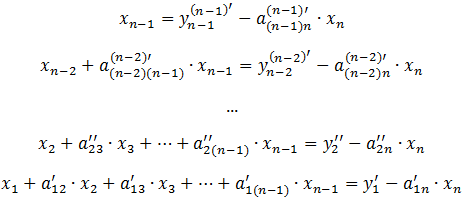 x_{n-1} = y_{n-1}^{(n-1)′} − a_{(n-1)n}^{(n-1)′} · x_n
x_{n-2} + a_{(n-2)(n-1)}^{(n-2)′} · x_{n-1} = y_{n-2}^{(n-2)′} − a_{(n-2)n}^{(n-2)′} · x_n
...
x_2 + a″_{23} · x_3 + ⋯ + a″_{2(n-1)} · x_{n-1} = y″_2 − a″_{2n} · x_n
x_1 + a′_{12} · x_2 + a′_{13} · x_3 + ⋯ + a′_{1(n-1)} · x_{n-1} = y′_1 − a′_{1n} · x_n